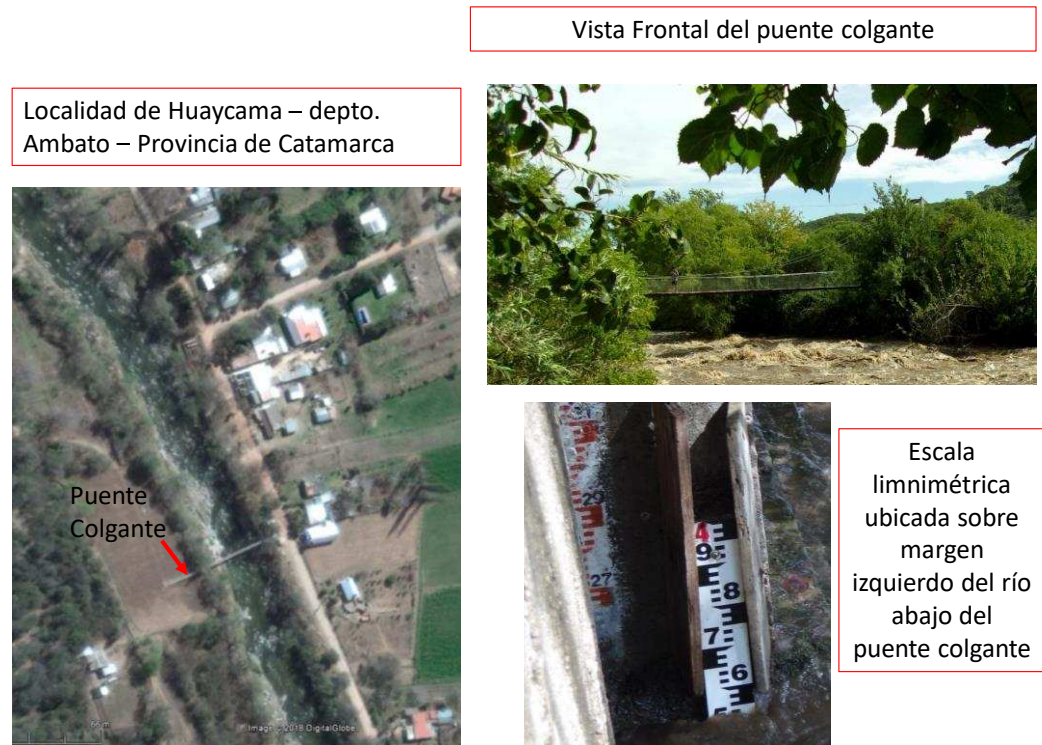 Vista Frontal del puente colgante
Localidad de Huaycama – depto.
Ambato – Provincia de Catamarca
Puente
Colgante
66 m
Image © 2018 DigitalGlobe
29
27
4
9
8
7
6
Escala
limnimétrica
ubicada sobre
margen
izquierdo del río
abajo del
puente colgante